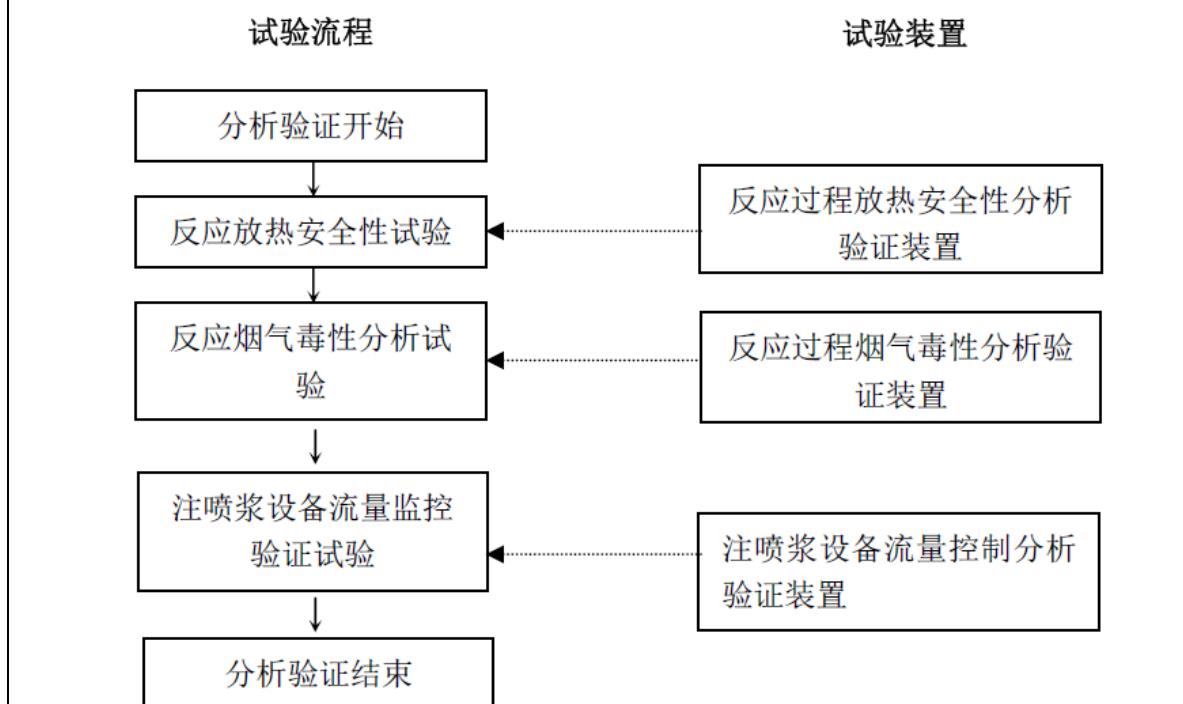 试验流程
试验装置
分析验证开始
反应过程放热安全性分析
验证装置
反应放热安全性试验
反应烟气毒性分析试
验
反应过程烟气毒性分析验
证装置
注喷浆设备流量监控
验证试验
注喷浆设备流量控制分析
验证装置
分析验证结束